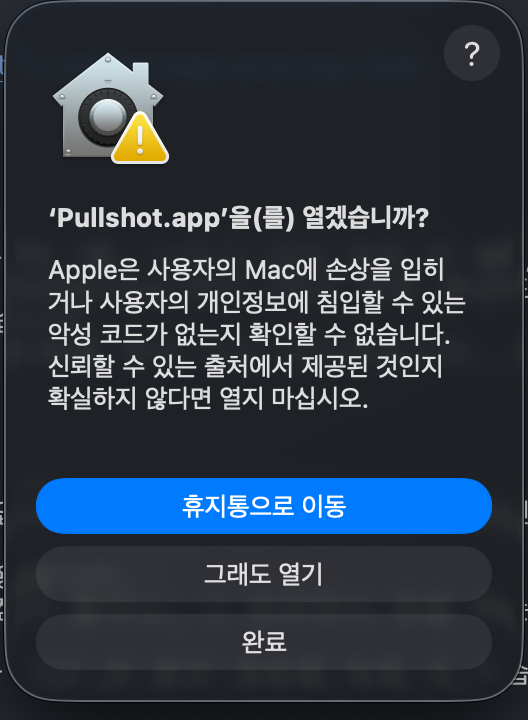 ?
‘Pullshot.app’을(를) 열겠습니까?
Apple은 사용자의 Mac에 손상을 입히
거나 사용자의 개인정보에 침입할 수 있는
악성 코드가 없는지 확인할 수 없습니다.
신뢰할 수 있는 출처에서 제공된 것인지
확실하지 않다면 열지 마십시오.
휴지통으로 이동
그래도 열기
완료